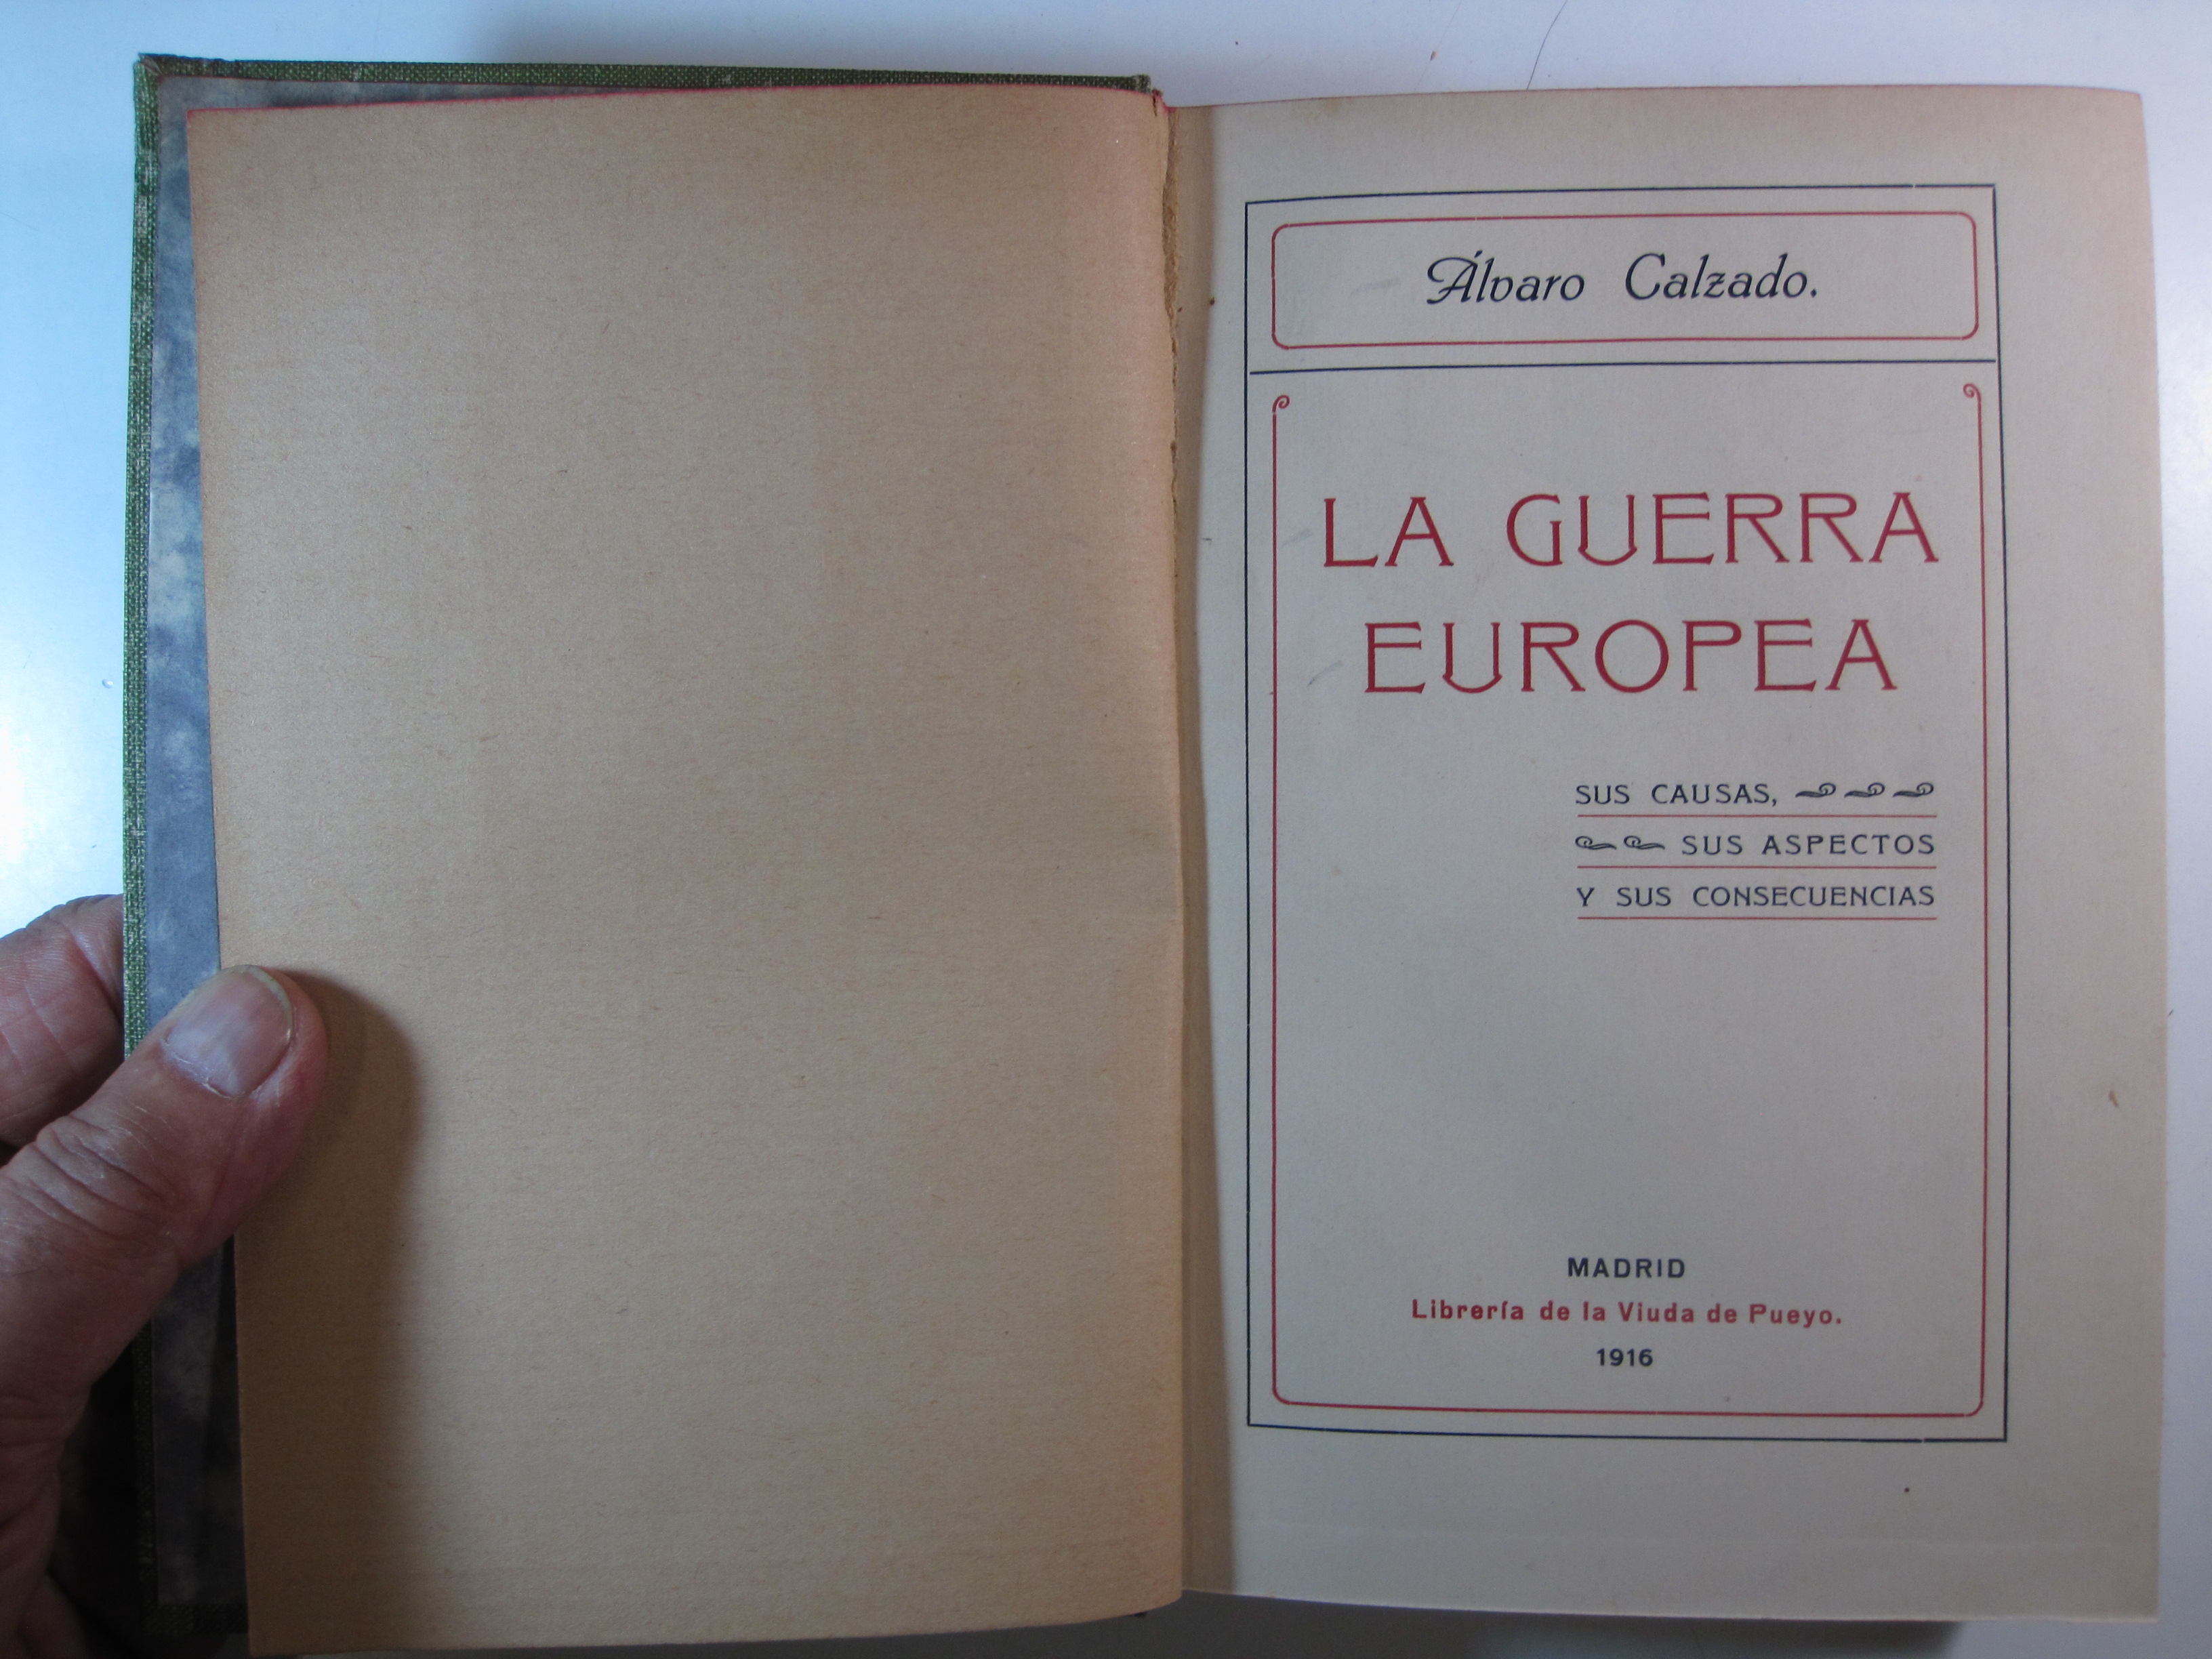 Álvaro Calzado.
LA GUERRA
EUROPEA
SUS CAUSAS,
SUS ASPECTOS
Y SUS CONSECUENCIAS
MADRID
Librería de la Viuda de Pueyo.
1916